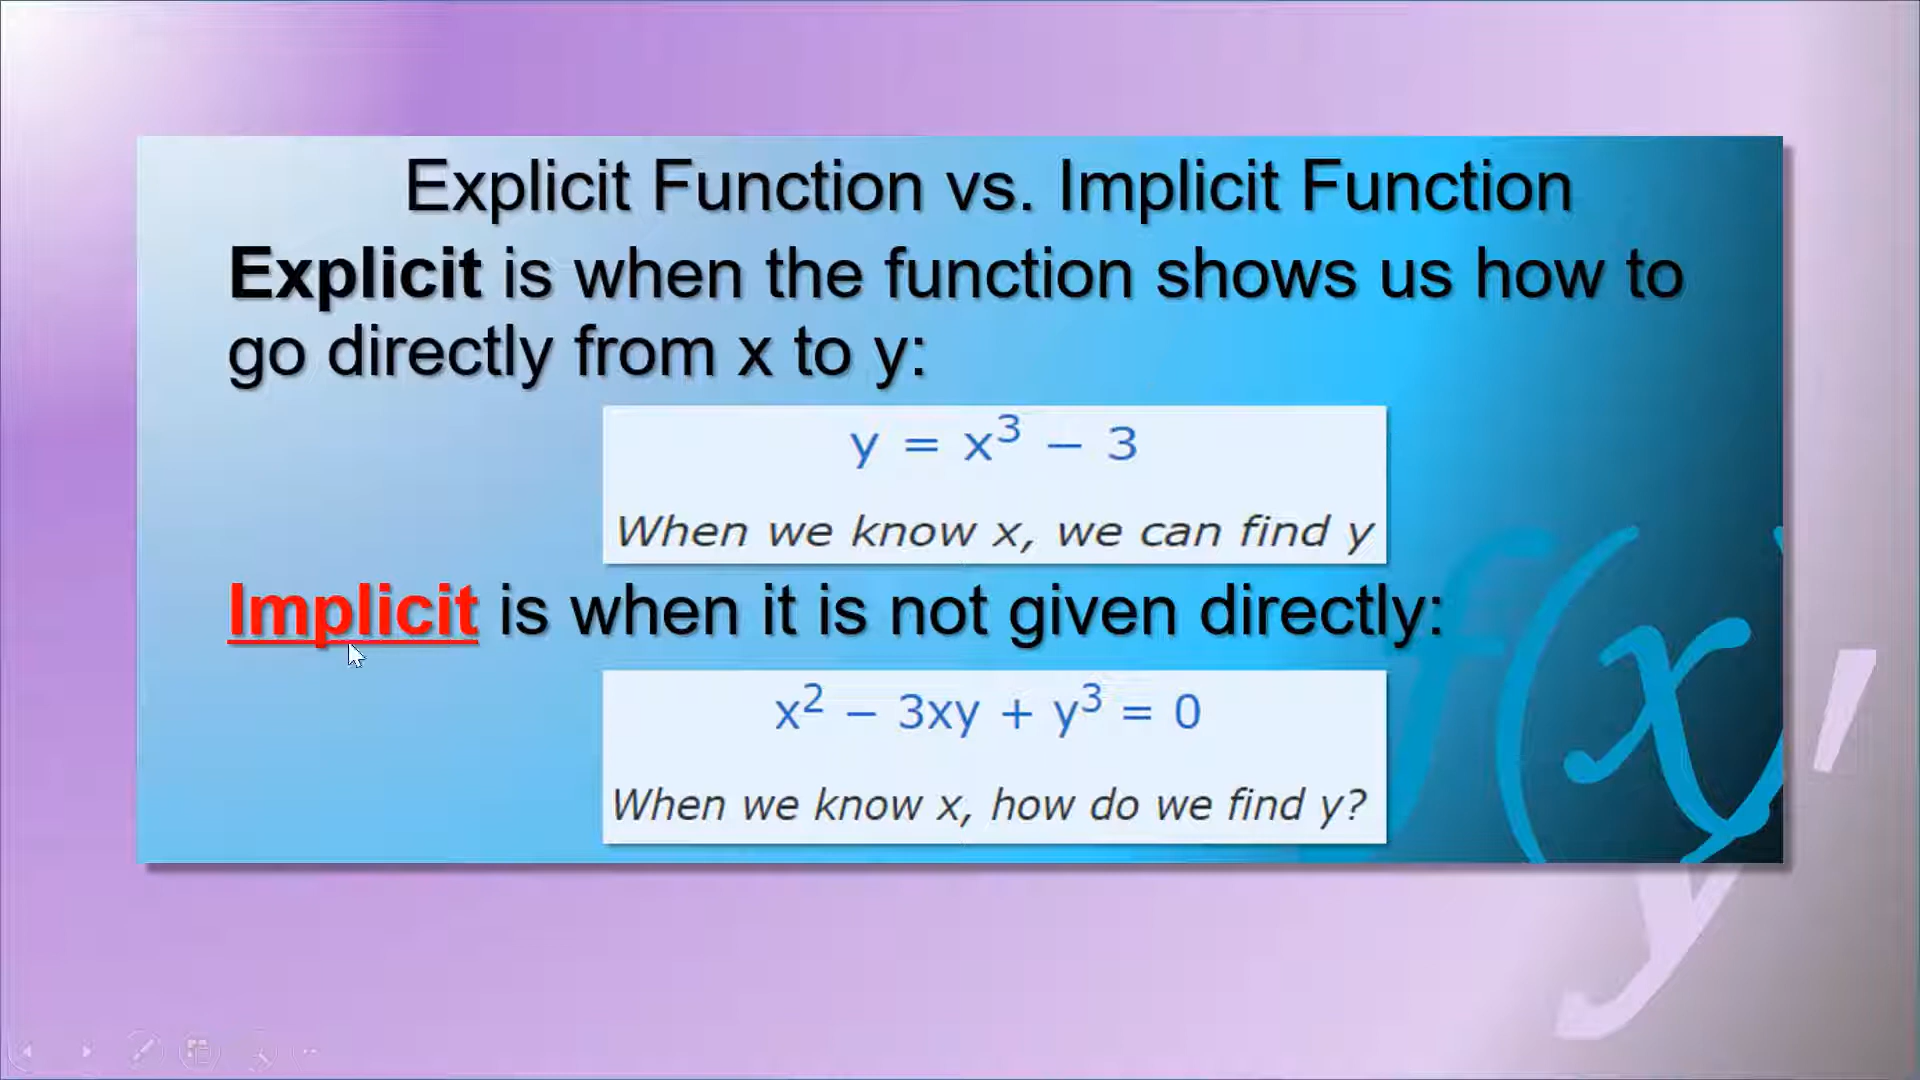 Explicit Function vs. Implicit Function
Explicit is when the function shows us how to
go directly from x to y:
y = x³ − 3
When we know x, we can find y
Implicit is when it is not given directly:
x² − 3xy + y³ = 0
When we know x, how do we find y?
f(x)
y'